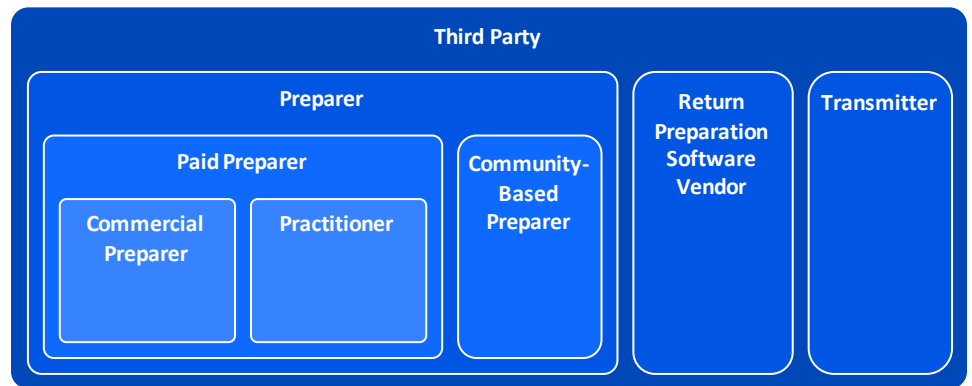 Third Party
Preparer
Paid Preparer
Commercial
Preparer
Practitioner
Community-
Based
Preparer
Return
Preparation
Software
Vendor
Transmitter